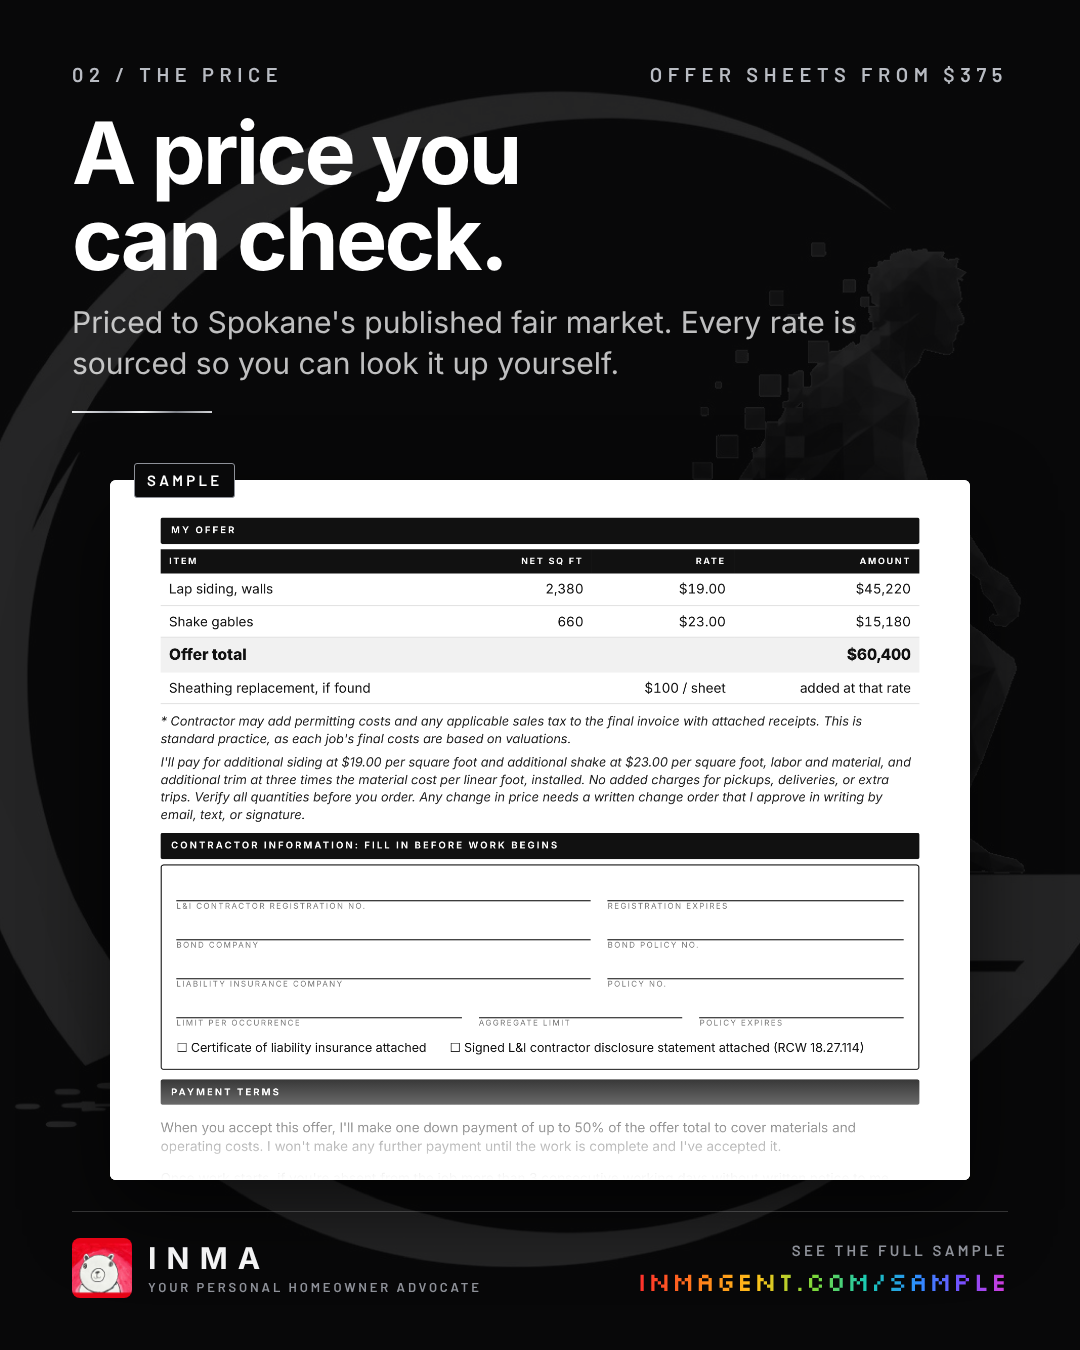 02 / THE PRICE
OFFER SHEETS FROM $375
A price you
can check.
Priced to Spokane's published fair market. Every rate is
sourced so you can look it up yourself.
SAMPLE
MY OFFER
ITEM NET SQ FT RATE AMOUNT
Lap siding, walls 2,380 $19.00 $45,220
Shake gables 660 $23.00 $15,180
Offer total $60,400
Sheathing replacement, if found $100 / sheet added at that rate
* Contractor may add permitting costs and any applicable sales tax to the final invoice with attached receipts. This is
standard practice, as each job's final costs are based on valuations.
I'll pay for additional siding at $19.00 per square foot and additional shake at $23.00 per square foot, labor and material, and
additional trim at three times the material cost per linear foot, installed. No added charges for pickups, deliveries, or extra
trips. Verify all quantities before you order. Any change in price needs a written change order that I approve in writing by
email, text, or signature.
CONTRACTOR INFORMATION: FILL IN BEFORE WORK BEGINS
L&I CONTRACTOR REGISTRATION NO. REGISTRATION EXPIRES
BOND COMPANY BOND POLICY NO.
LIABILITY INSURANCE COMPANY POLICY NO.
LIMIT PER OCCURRENCE AGGREGATE LIMIT POLICY EXPIRES
☐ Certificate of liability insurance attached ☐ Signed L&I contractor disclosure statement attached (RCW 18.27.114)
PAYMENT TERMS
When you accept this offer, I'll make one down payment of up to 50% of the offer total to cover materials and
operating costs. I won't make any further payment until the work is complete and I've accepted it.
INMA
YOUR PERSONAL HOMEOWNER ADVOCATE
SEE THE FULL SAMPLE
INMAGENT.COM/SAMPLE